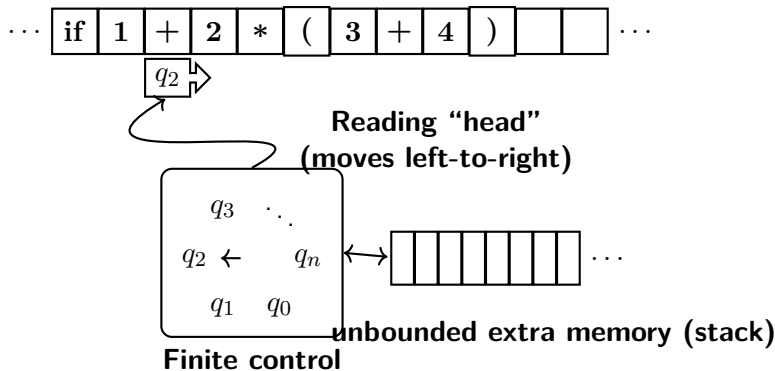 ··· if 1 + 2 * ( 3 + 4 ) ···
q₂
Reading “head”
(moves left-to-right)
q₃ ⋱
q₂ ← qₙ
q₁ q₀
···
unbounded extra memory (stack)
Finite control